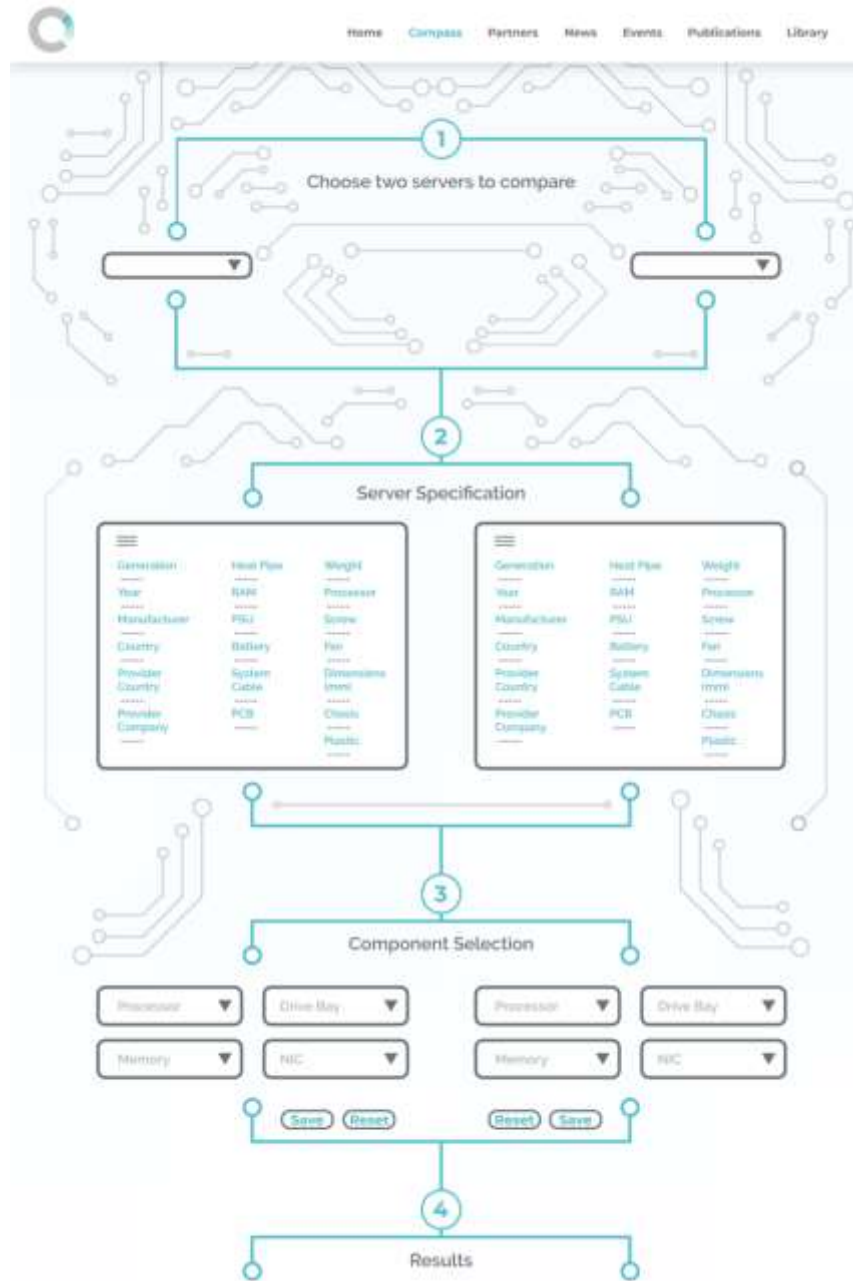 Home Compass Partners News Events Publications Library
1
Choose two servers to compare
2
Server Specification
Generation Heat Pipe Weight
-----
Year RAM Processor
-----
Manufacturer PSU Screw
-----
Country Battery Fan
-----
Provider System Dimensions
Country Cable (mm)
-----
Provider PCB Chasis
Company
-----
Plastic
-----
Generation Heat Pipe Weight
-----
Year RAM Processor
-----
Manufacturer PSU Screw
-----
Country Battery Fan
-----
Provider System Dimensions
Country Cable (mm)
-----
Provider PCB Chasis
Company
-----
Plastic
-----
3
Component Selection
Processor Drive Bay Processor Drive Bay
Memory NIC Memory NIC
Save Reset Reset Save
4
Results